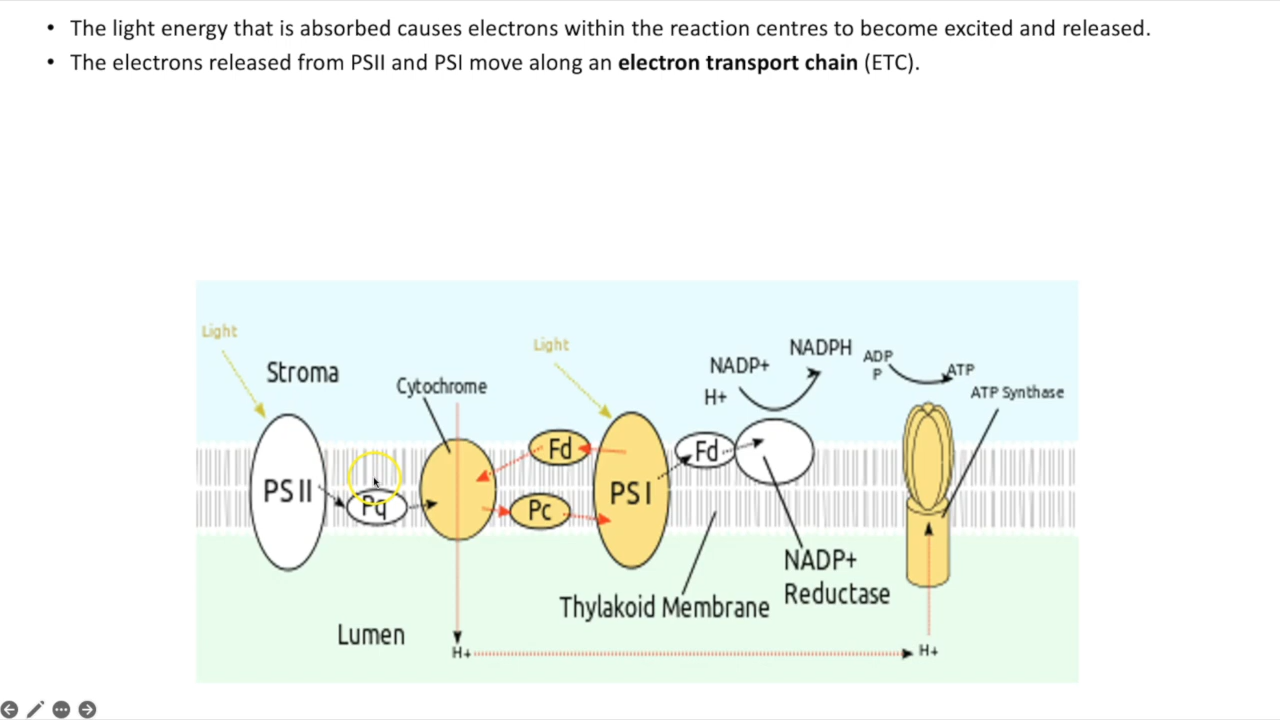 • The light energy that is absorbed causes electrons within the reaction centres to become excited and released.
• The electrons released from PSII and PSI move along an electron transport chain (ETC).
Light
Light
Stroma
Cytochrome
NADP+
H+
NADPH
ADP
P
ATP
ATP Synthase
PS II
Pq
Fd
Pc
PS I
Fd
NADP+
Reductase
Thylakoid Membrane
Lumen
H+
H+